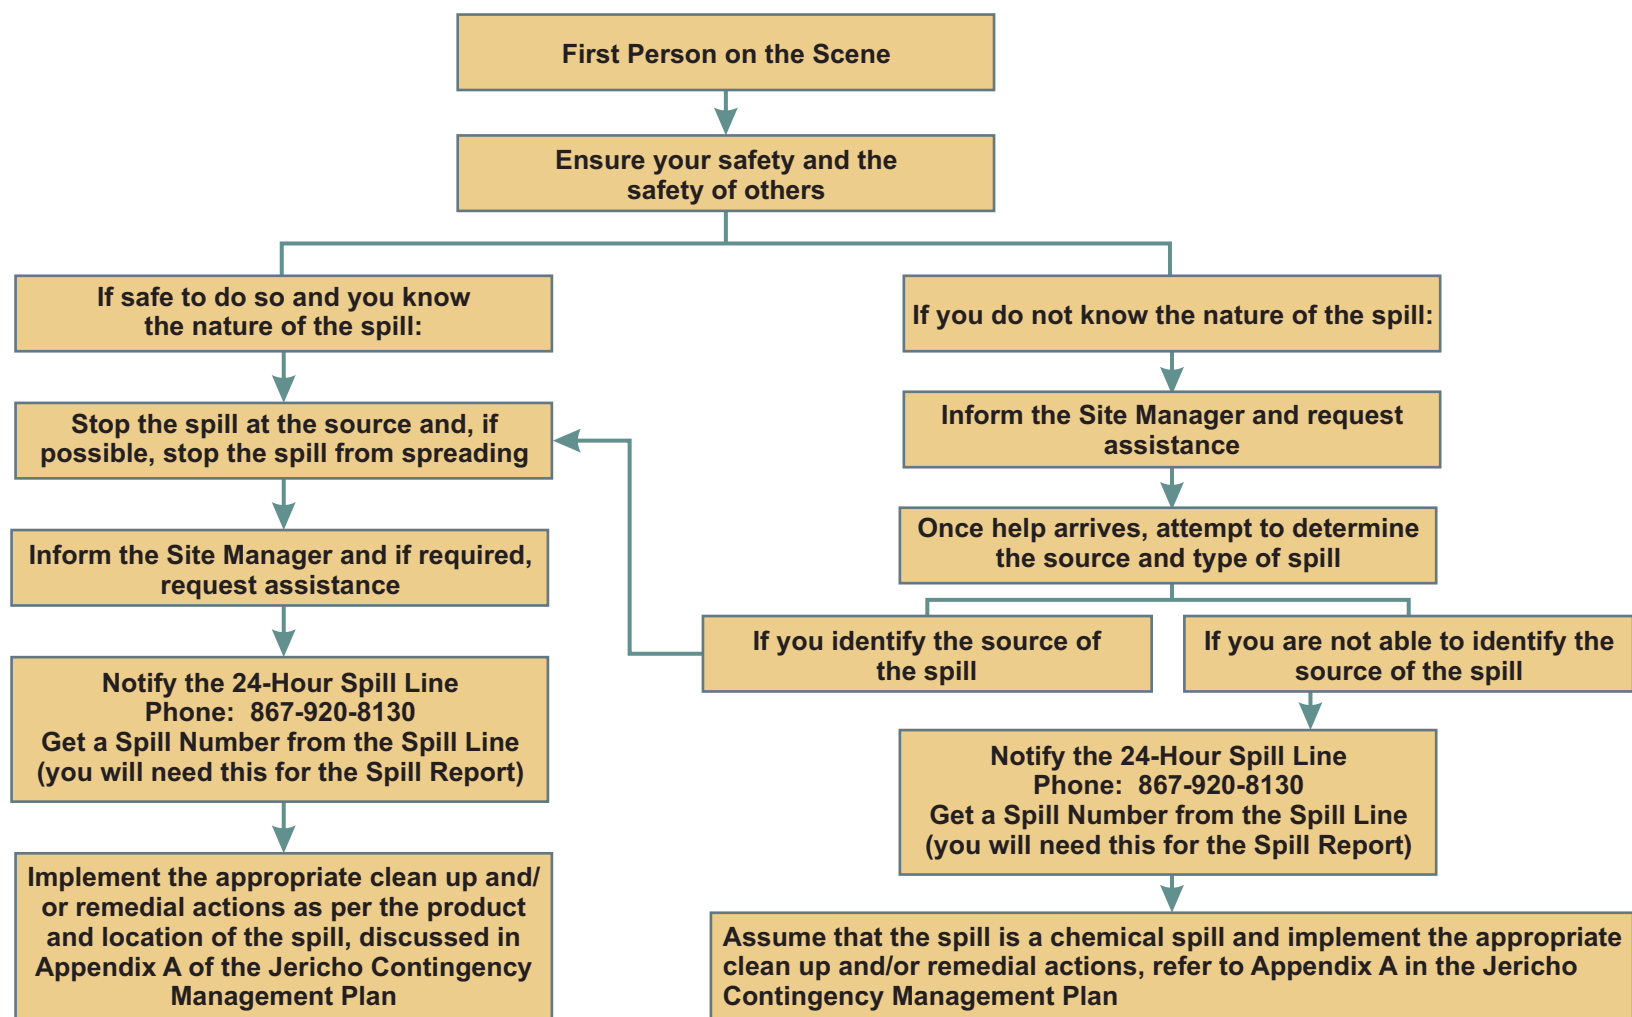 First Person on the Scene
Ensure your safety and the
safety of others
If safe to do so and you know
the nature of the spill:
Stop the spill at the source and, if
possible, stop the spill from spreading
Inform the Site Manager and if required,
request assistance
Notify the 24-Hour Spill Line
Phone:  867-920-8130
Get a Spill Number from the Spill Line
(you will need this for the Spill Report)
Implement the appropriate clean up and/
or remedial actions as per the product
and location of the spill, discussed in
Appendix A of the Jericho Contingency
Management Plan
If you do not know the nature of the spill:
Inform the Site Manager and request
assistance
Once help arrives, attempt to determine
the source and type of spill
If you identify the source of
the spill
If you are not able to identify the
source of the spill
Notify the 24-Hour Spill Line
Phone:  867-920-8130
Get a Spill Number from the Spill Line
(you will need this for the Spill Report)
Assume that the spill is a chemical spill and implement the appropriate
clean up and/or remedial actions, refer to Appendix A in the Jericho
Contingency Management Plan